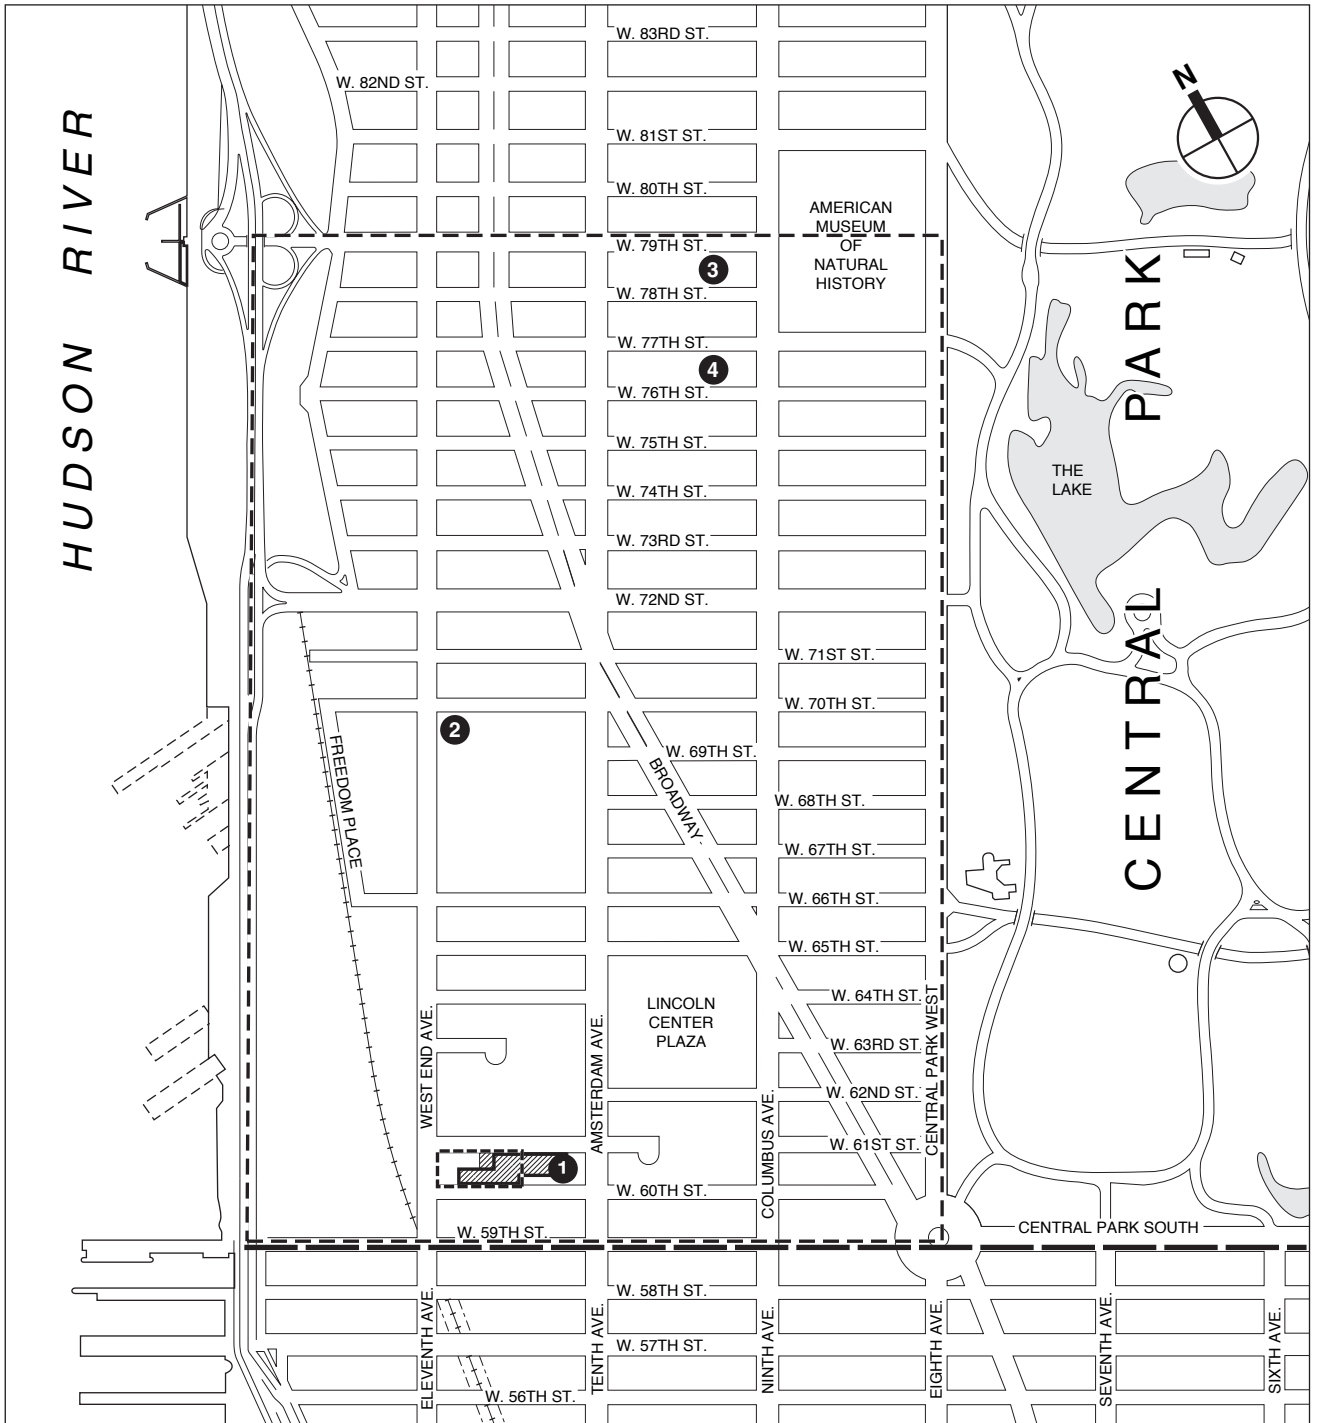 W. 83RD ST.
W. 82ND ST.
N
W. 81ST ST.
W. 80TH ST.
AMERICAN
MUSEUM
OF
NATURAL
HISTORY
W. 79TH ST.
3
W. 78TH ST.
W. 77TH ST.
4
W. 76TH ST.
W. 75TH ST.
W. 74TH ST.
W. 73RD ST.
W. 72ND ST.
HUDSON RIVER
THE
LAKE
CENTRAL PARK
W. 71ST ST.
W. 70TH ST.
2
FREEDOM PLACE
W. 69TH ST.
BROADWAY
W. 68TH ST.
W. 67TH ST.
W. 66TH ST.
W. 65TH ST.
W. 64TH ST.
LINCOLN
CENTER
PLAZA
W. 63RD ST.
W. 62ND ST.
W. 61ST ST.
WEST END AVE.
AMSTERDAM AVE.
COLUMBUS AVE.
CENTRAL PARK WEST
1
W. 60TH ST.
W. 59TH ST.
CENTRAL PARK SOUTH
W. 58TH ST.
W. 57TH ST.
W. 56TH ST.
ELEVENTH AVE.
TENTH AVE.
NINTH AVE.
EIGHTH AVE.
SEVENTH AVE.
SIXTH AVE.